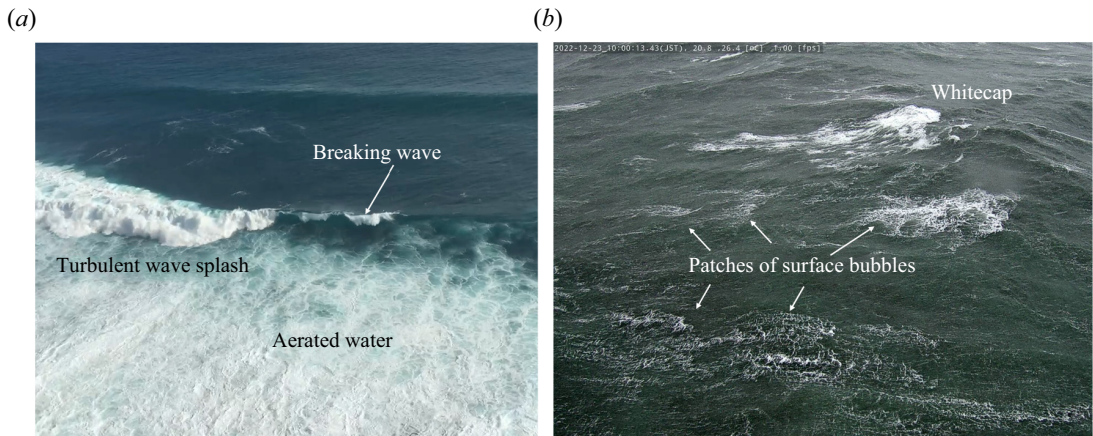 (a)
(b)
Breaking wave
Turbulent wave splash
Aerated water
2022-12-23_10:00:13.43(JST), 20.8 ,26.4 [oC] ,f:00 [fps]
Whitecap
Patches of surface bubbles